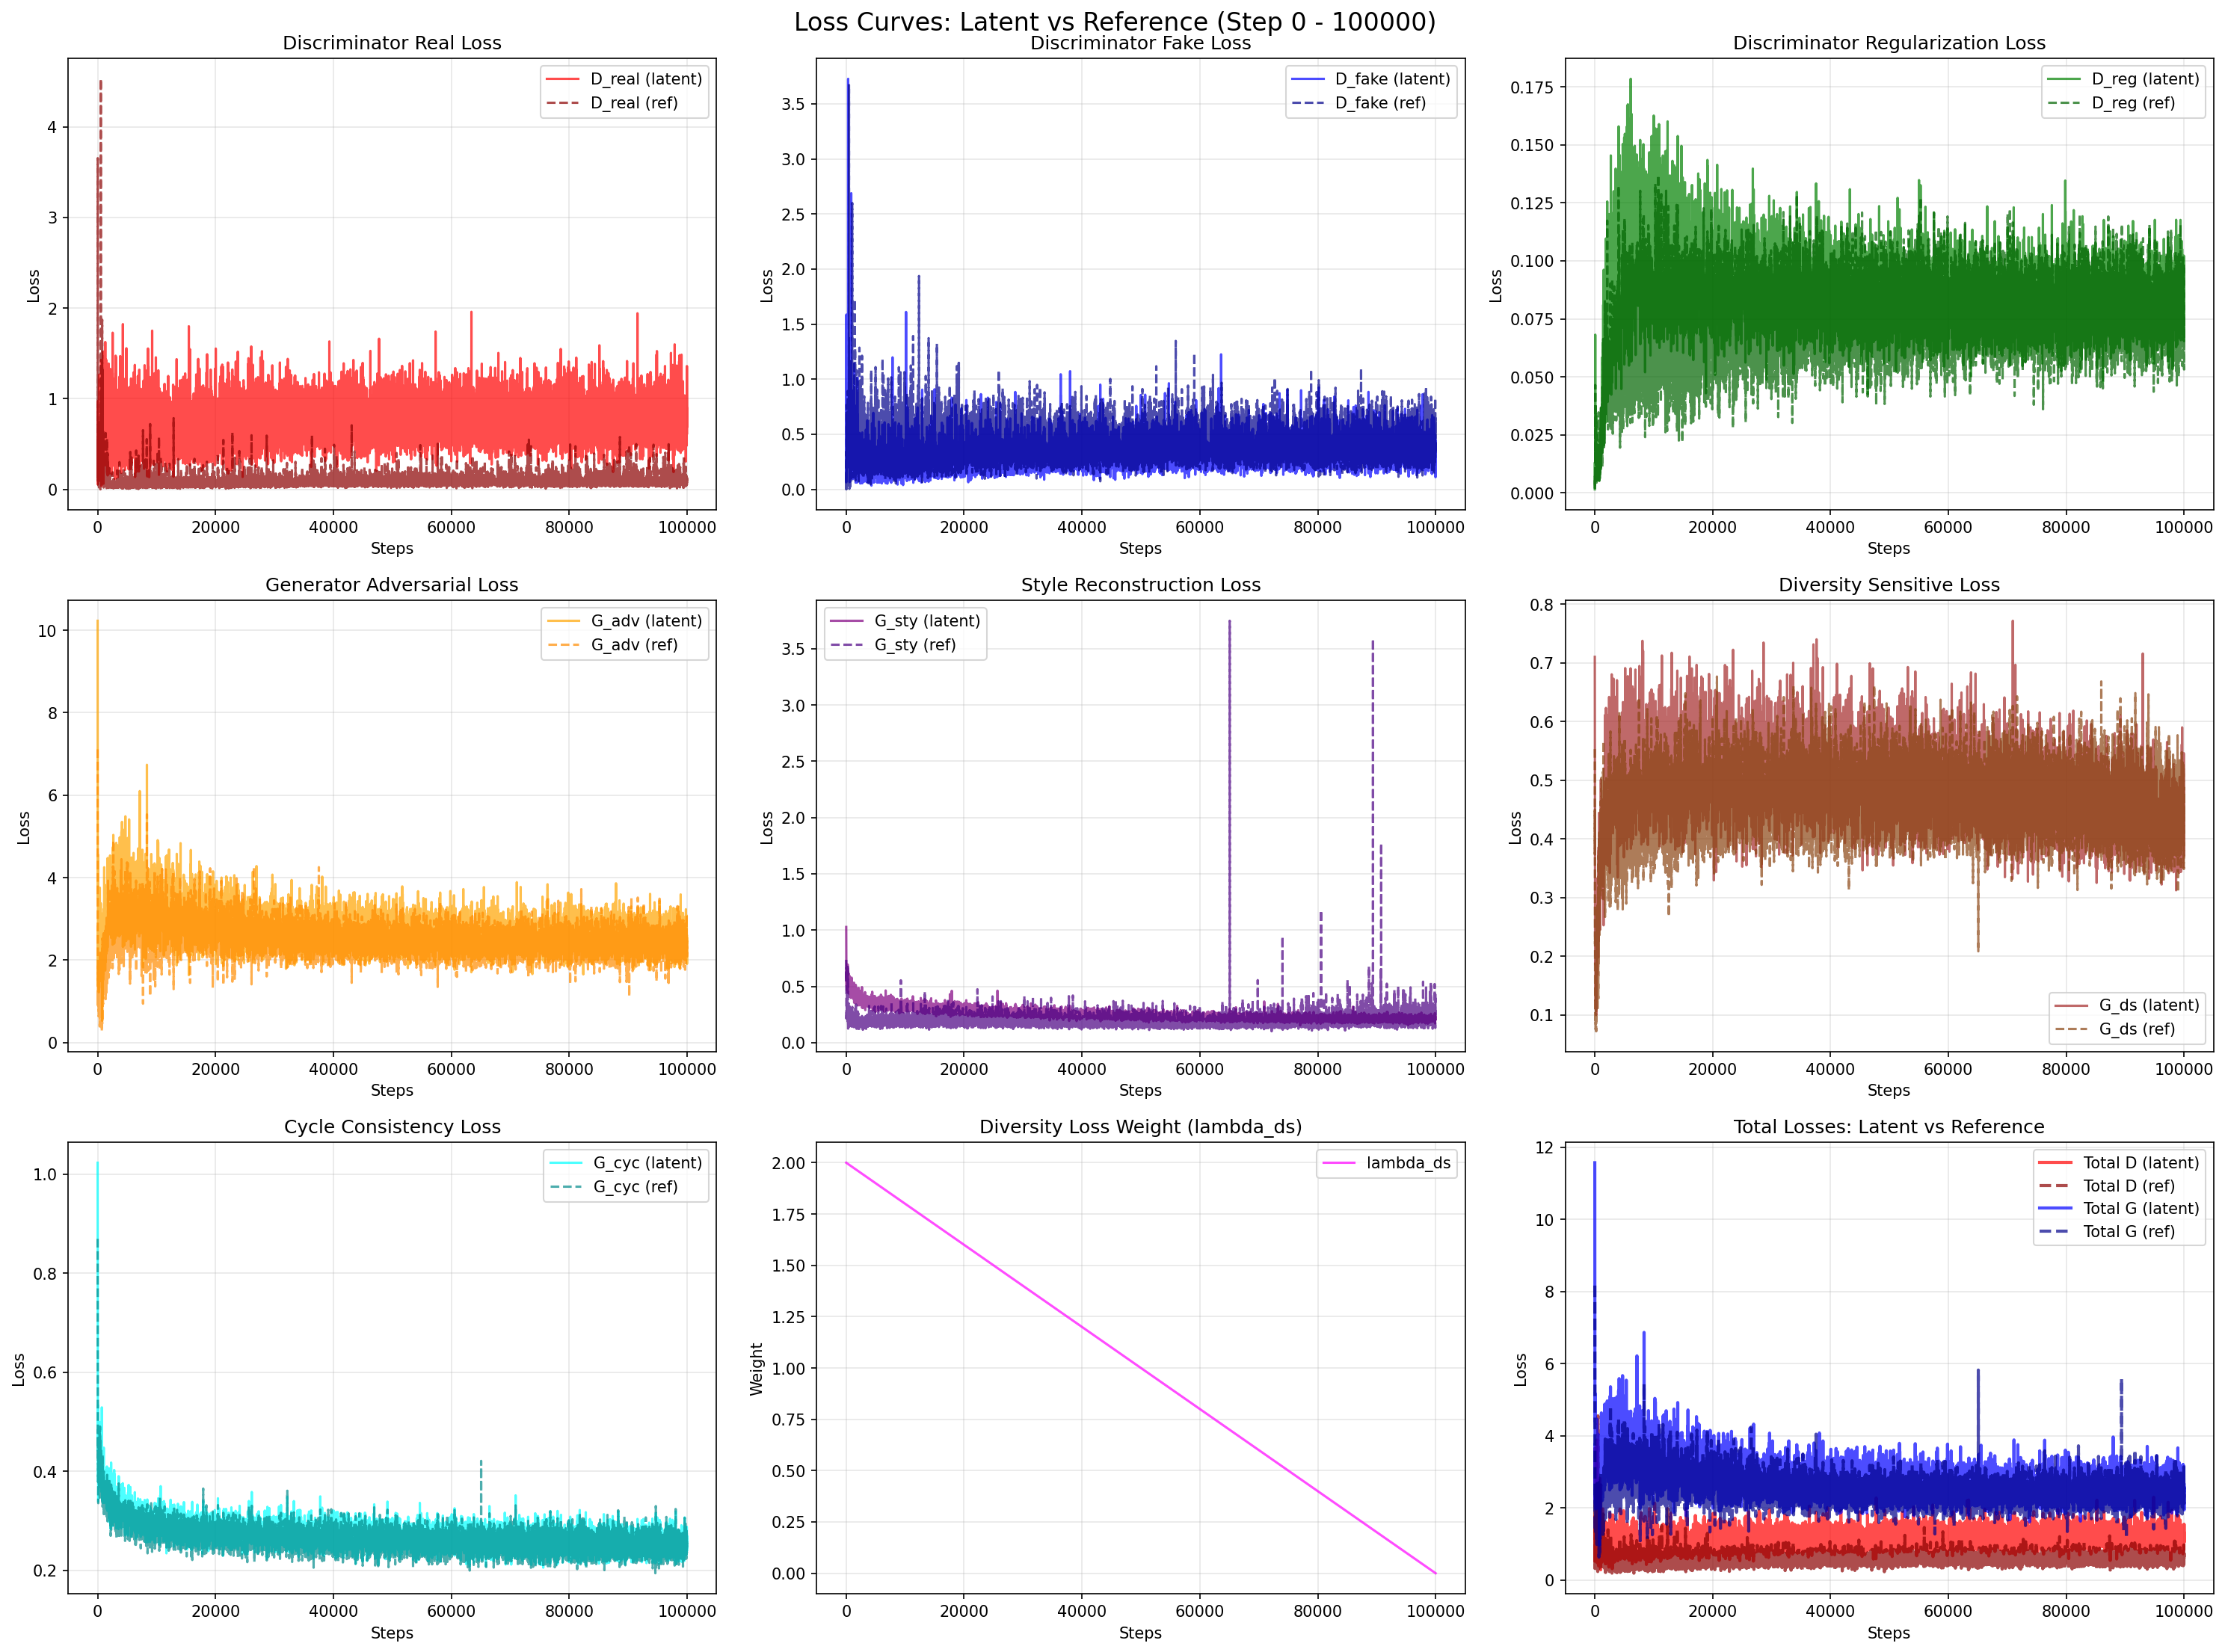 Loss Curves: Latent vs Reference (Step 0 - 100000)
Discriminator Real Loss
D_real (latent)
D_real (ref)
Loss
4
3
2
1
0
0 20000 40000 60000 80000 100000
Steps
Discriminator Fake Loss
D_fake (latent)
D_fake (ref)
Loss
3.5
3.0
2.5
2.0
1.5
1.0
0.5
0.0
0 20000 40000 60000 80000 100000
Steps
Discriminator Regularization Loss
D_reg (latent)
D_reg (ref)
Loss
0.175
0.150
0.125
0.100
0.075
0.050
0.025
0.000
0 20000 40000 60000 80000 100000
Steps
Generator Adversarial Loss
G_adv (latent)
G_adv (ref)
Loss
10
8
6
4
2
0
0 20000 40000 60000 80000 100000
Steps
Style Reconstruction Loss
G_sty (latent)
G_sty (ref)
Loss
3.5
3.0
2.5
2.0
1.5
1.0
0.5
0.0
0 20000 40000 60000 80000 100000
Steps
Diversity Sensitive Loss
G_ds (latent)
G_ds (ref)
Loss
0.8
0.7
0.6
0.5
0.4
0.3
0.2
0.1
0 20000 40000 60000 80000 100000
Steps
Cycle Consistency Loss
G_cyc (latent)
G_cyc (ref)
Loss
1.0
0.8
0.6
0.4
0.2
0 20000 40000 60000 80000 100000
Steps
Diversity Loss Weight (lambda_ds)
lambda_ds
Weight
2.00
1.75
1.50
1.25
1.00
0.75
0.50
0.25
0.00
0 20000 40000 60000 80000 100000
Steps
Total Losses: Latent vs Reference
Total D (latent)
Total D (ref)
Total G (latent)
Total G (ref)
Loss
12
10
8
6
4
2
0
0 20000 40000 60000 80000 100000
Steps